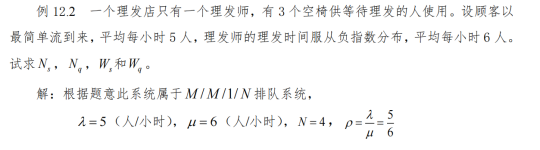 例 12.2 一个理发店只有一个理发师，有 3 个空椅供等待理发的人使用。设顾客以
最简单流到来，平均每小时 5 人，理发师的理发时间服从负指数分布，平均每小时 6 人。
试求 $N_s$，$N_q$，$W_s$和$W_q$。
解：根据题意此系统属于 $M/M/1/N$ 排队系统，
$\lambda=5$（人/小时），$\mu=6$（人/小时），$N=4$，$\rho=\frac{\lambda}{\mu}=\frac{5}{6}$